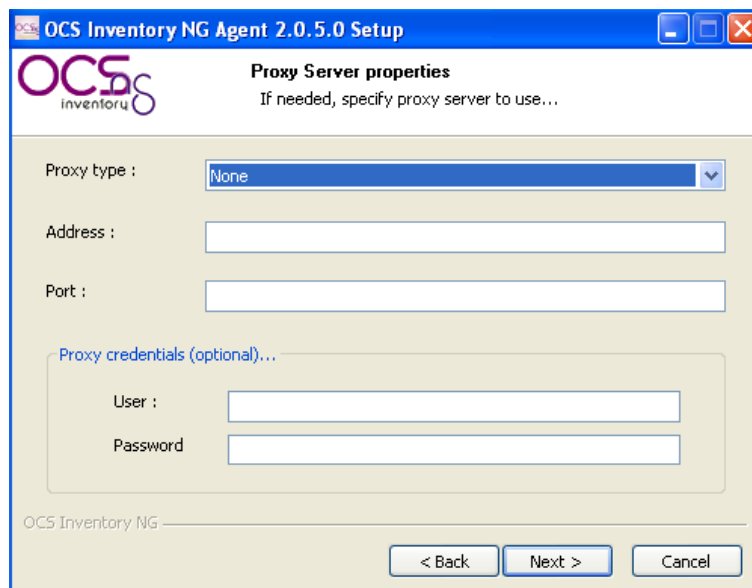 OCS Inventory NG Agent 2.0.5.0 Setup
OCSng
inventory
Proxy Server properties
If needed, specify proxy server to use...
Proxy type :
None
Address :
Port :
Proxy credentials (optional)...
User :
Password
OCS Inventory NG
< Back
Next >
Cancel